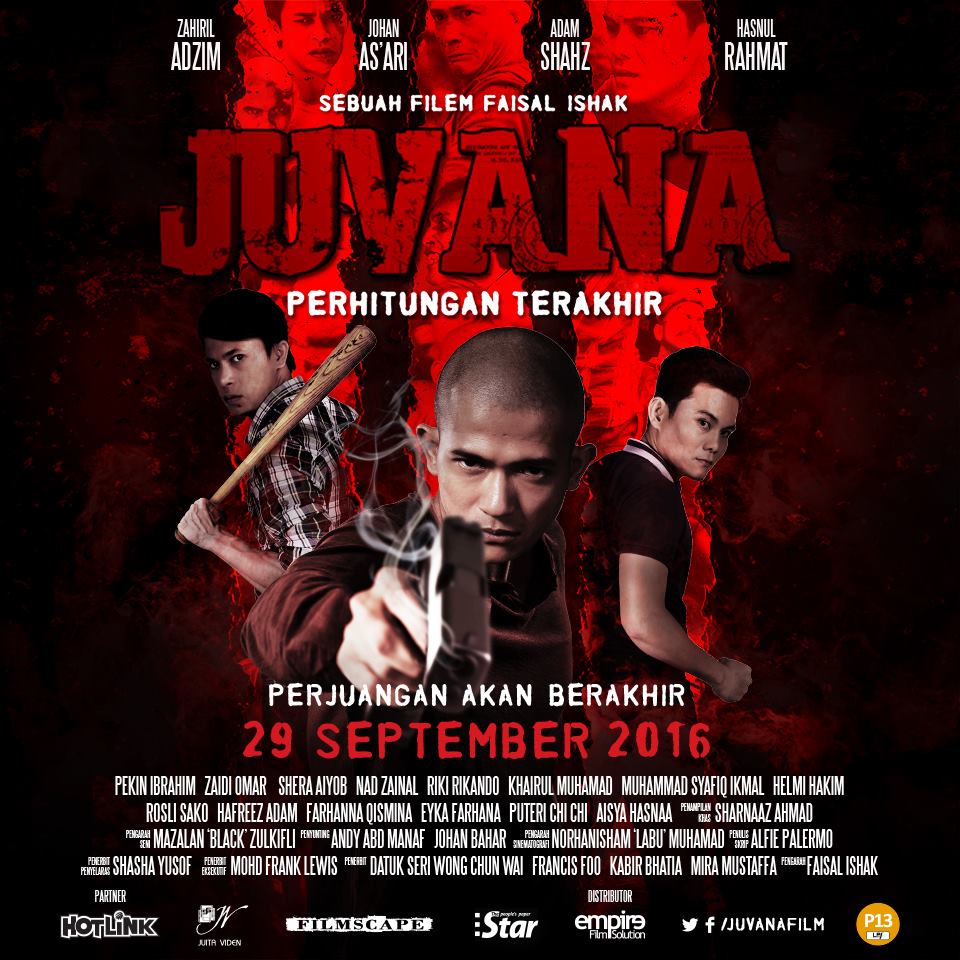 ZAHIRIL JOHAN ADAM HASNUL
ADZIM AS'ARI SHAHZ RAHMAT
SEBUAH FILEM FAISAL ISHAK
JUVANA
PERHITUNGAN TERAKHIR
PERJUANGAN AKAN BERAKHIR
29 SEPTEMBER 2016
PEKIN IBRAHIM ZAIDI OMAR SHERA AIYOB NAD ZAINAL RIKI RIKANDO KHAIRUL MUHAMAD MUHAMMAD SYAFIQ IKMAL HELMI HAKIM
ROSLI SAKO HAFREEZ ADAM FARHANNA QISMINA EYKA FARHANA PUTERI CHI CHI AISYA HASNAA PENAMPILAN KHAS SHARNAAZ AHMAD
PENGARAH SENI MAZALAN 'BLACK' ZULKIFLI PENYUNTING ANDY ABD MANAF JOHAN BAHAR PENGARAH SINEMATOGRAFI NORHANISHAM 'LABU' MUHAMAD PENULIS SKRIP ALFIE PALERMO
PENERBIT PENYELARAS SHASHA YUSOF PENERBIT EKSEKUTIF MOHD FRANK LEWIS PENERBIT DATUK SERI WONG CHUN WAI FRANCIS FOO KABIR BHATIA MIRA MUSTAFFA PENGARAH FAISAL ISHAK
PARTNER DISTRIBUTOR
HOTLINK JUITA VIDEN FILMSCAPE The people's paper Star empire Film Solution /JUVANAFILM P13